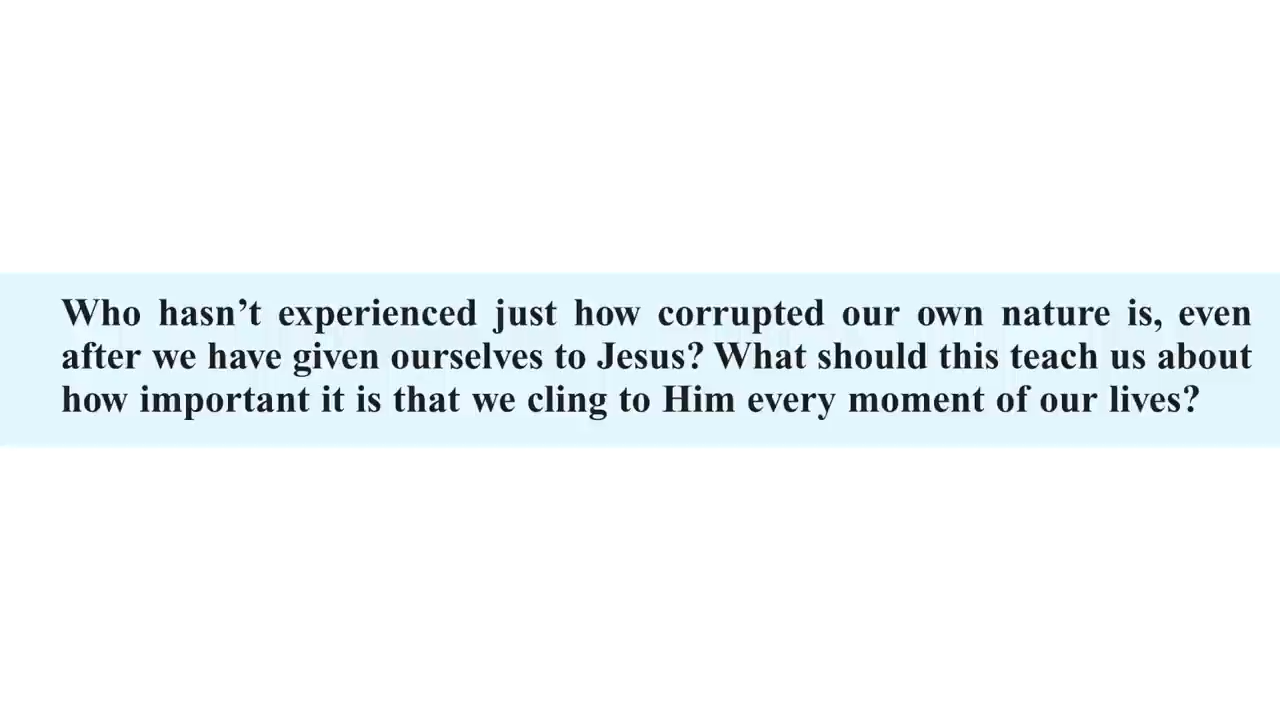 Who hasn’t experienced just how corrupted our own nature is, even
after we have given ourselves to Jesus? What should this teach us about
how important it is that we cling to Him every moment of our lives?